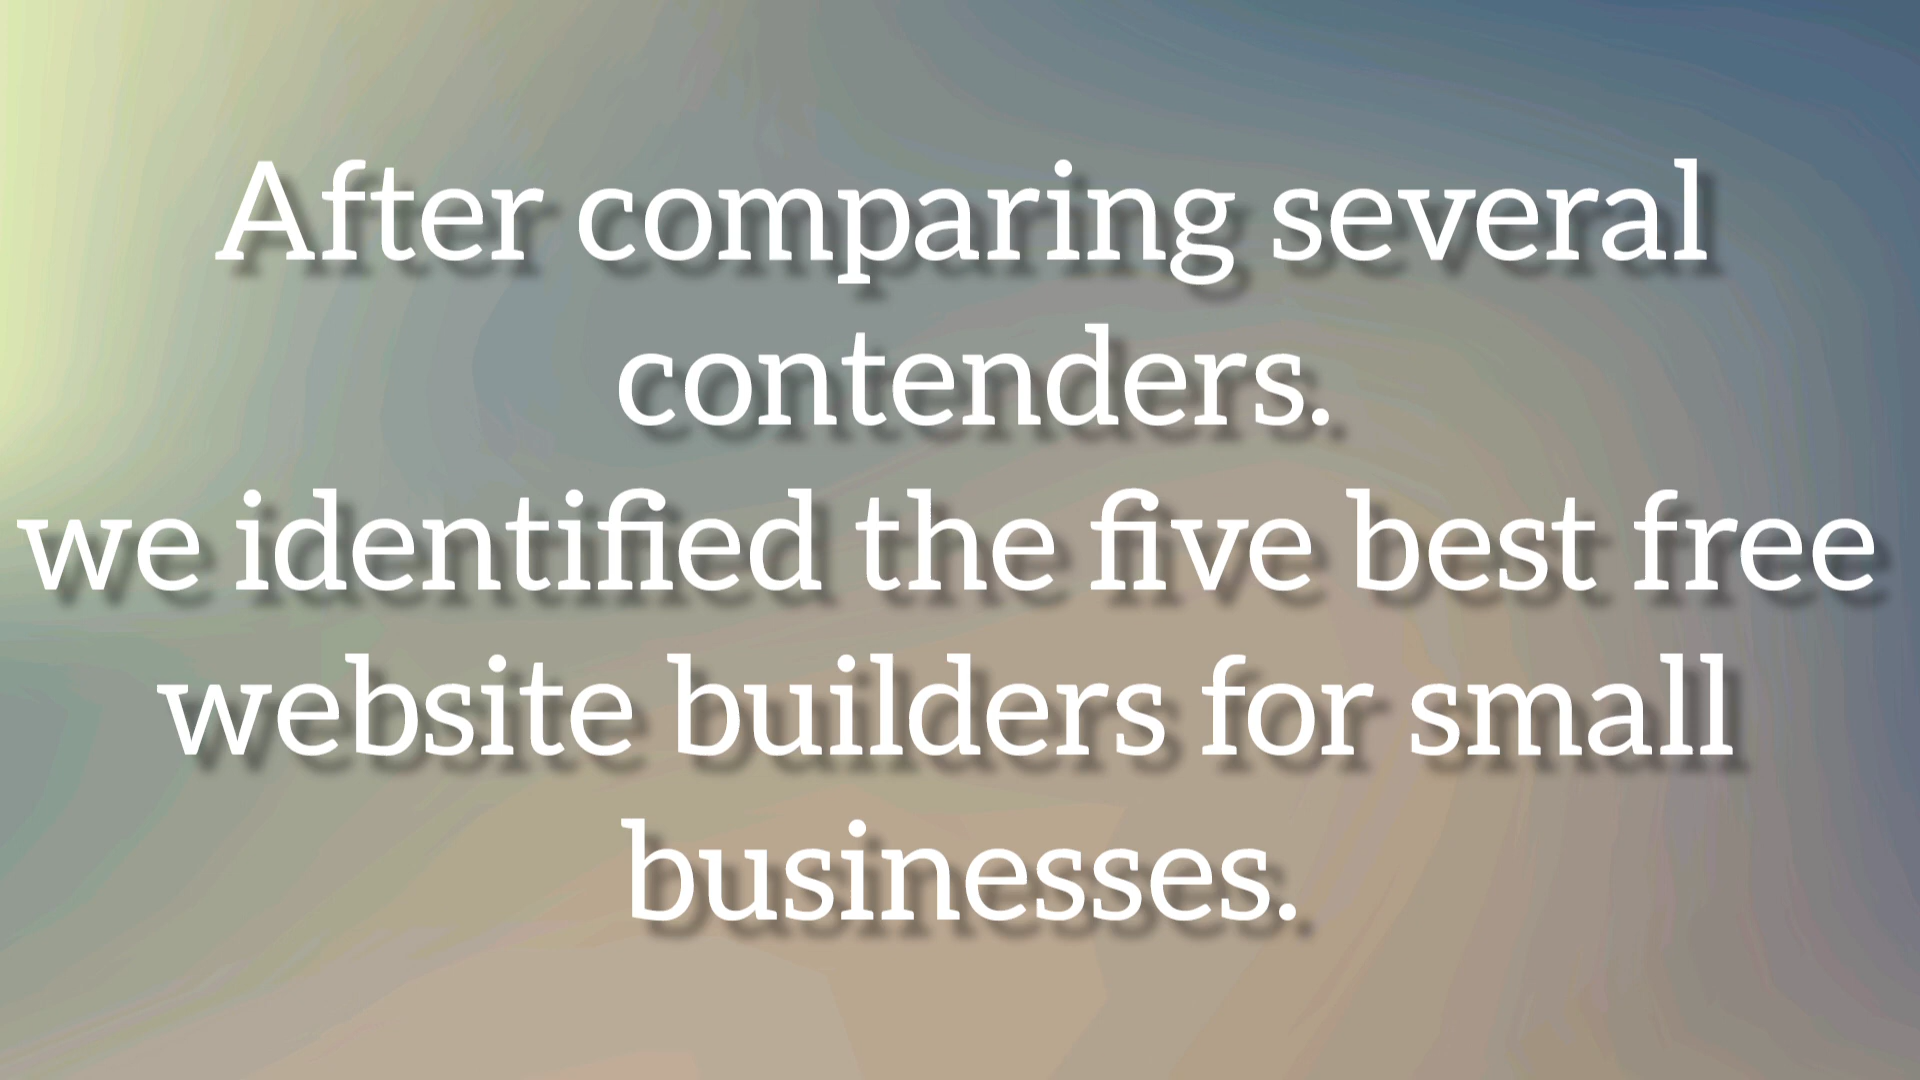 After comparing several
contenders.
we identified the five best free
website builders for small
businesses.